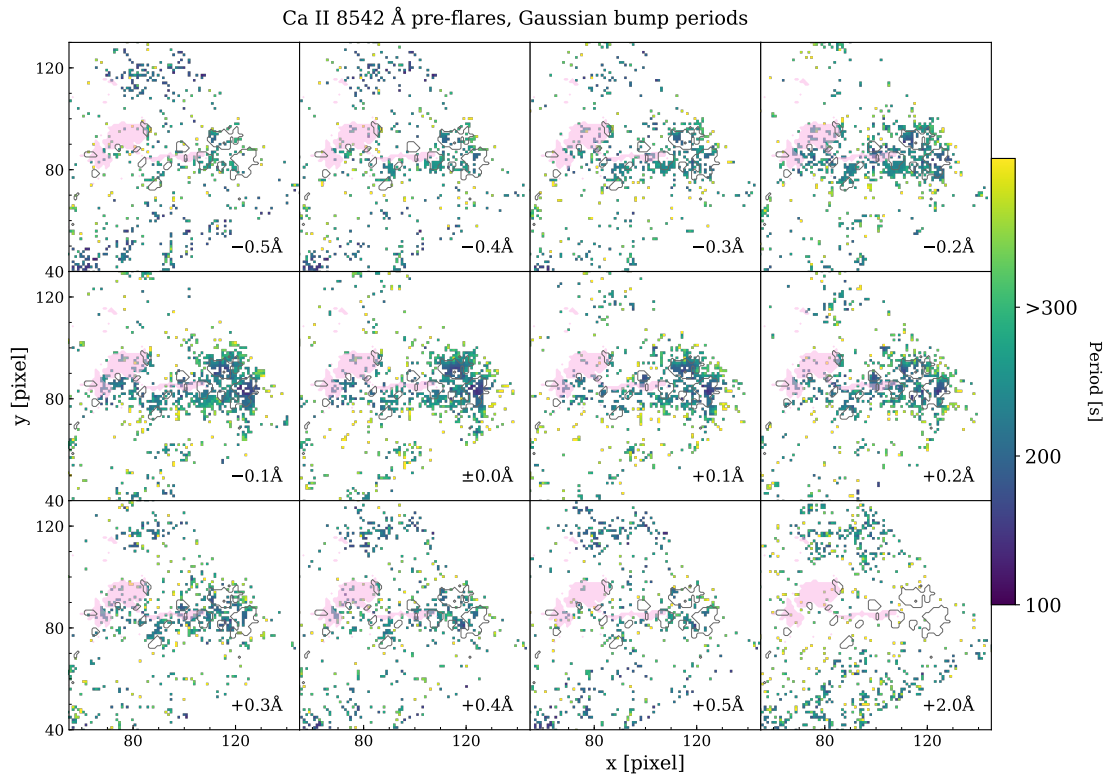 Ca II 8542 Å pre-flares, Gaussian bump periods
120
80
40
−0.5Å
−0.4Å
−0.3Å
−0.2Å
120
80
40
−0.1Å
±0.0Å
+0.1Å
+0.2Å
120
80
40
+0.3Å
+0.4Å
+0.5Å
+2.0Å
80
120
80
120
80
120
80
120
x [pixel]
y [pixel]
>300
200
100
Period [s]